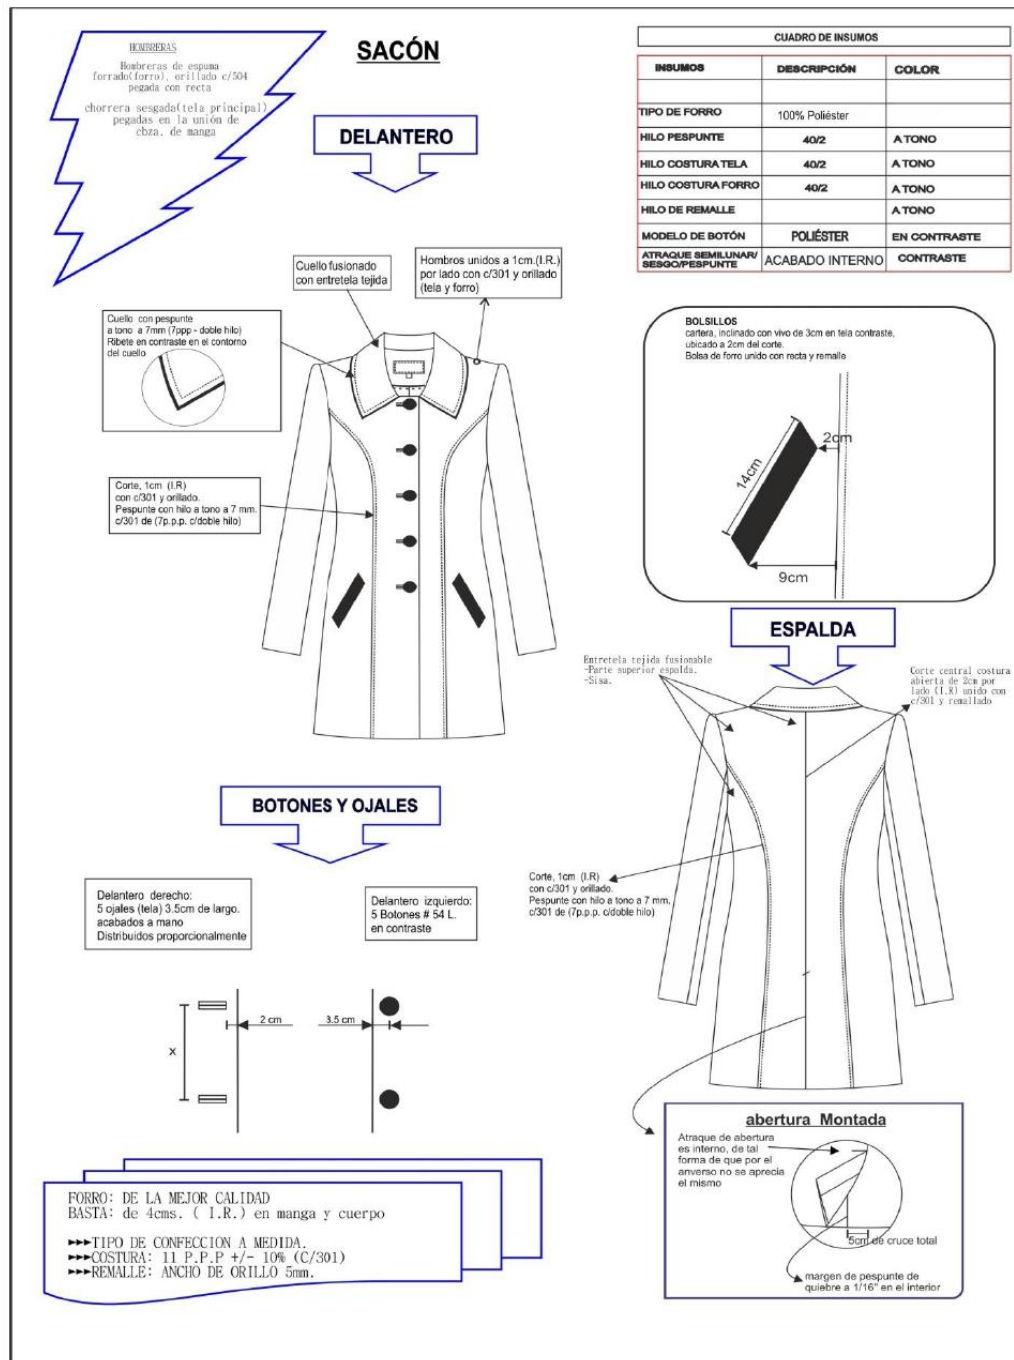 HOMBRERAS
Hombreras de espuma
forrado(forro), orillado c/504
pegada con recta
chorrera sesgada(tela principal)
pegadas en la unión de
cbza. de manga
SACÓN
DELANTERO
CUADRO DE INSUMOS
INSUMOS DESCRIPCIÓN COLOR
TIPO DE FORRO 100% Poliéster
HILO PESPUNTE 40/2 A TONO
HILO COSTURA TELA 40/2 A TONO
HILO COSTURA FORRO 40/2 A TONO
HILO DE REMALLE A TONO
MODELO DE BOTÓN POLIÉSTER EN CONTRASTE
ATRAQUE SEMILUNAR/
SESGO/PESPUNTE ACABADO INTERNO CONTRASTE
Cuello fusionado
con entretela tejida
Hombros unidos a 1cm.(I.R.)
por lado con c/301 y orillado
(tela y forro)
Cuello con pespunte
a tono a 7mm (7ppp - doble hilo)
Ribete en contraste en el contorno
del cuello
Corte, 1cm (I.R)
con c/301 y orillado.
Pespunte con hilo a tono a 7 mm.
c/301 de (7p.p.p. c/doble hilo)
BOLSILLOS
cartera, inclinado con vivo de 3cm en tela contraste,
ubicado a 2cm del corte.
Bolsa de forro unido con recta y remalle
2cm
14cm
9cm
ESPALDA
Entretela tejida fusionable
-Parte superior espalda.
-Sisa.
Corte central costura
abierta de 2cm por
lado (I.R) unido con
c/301 y remallado
Corte, 1cm (I.R)
con c/301 y orillado.
Pespunte con hilo a tono a 7 mm.
c/301 de (7p.p.p. c/doble hilo)
BOTONES Y OJALES
Delantero derecho:
5 ojales (tela) 3.5cm de largo.
acabados a mano
Distribuidos proporcionalmente
Delantero izquierdo:
5 Botones # 54 L.
en contraste
2 cm
3.5 cm
x
abertura Montada
Atraque de abertura
es interno, de tal
forma de que por el
anverso no se aprecia
el mismo
5cm de cruce total
margen de pespunte de
quiebre a 1/16" en el interior
FORRO: DE LA MEJOR CALIDAD
BASTA: de 4cms. ( I.R.) en manga y cuerpo
►►►TIPO DE CONFECCION A MEDIDA.
►►►COSTURA: 11 P.P.P +/- 10% (C/301)
►►►REMALLE: ANCHO DE ORILLO 5mm.